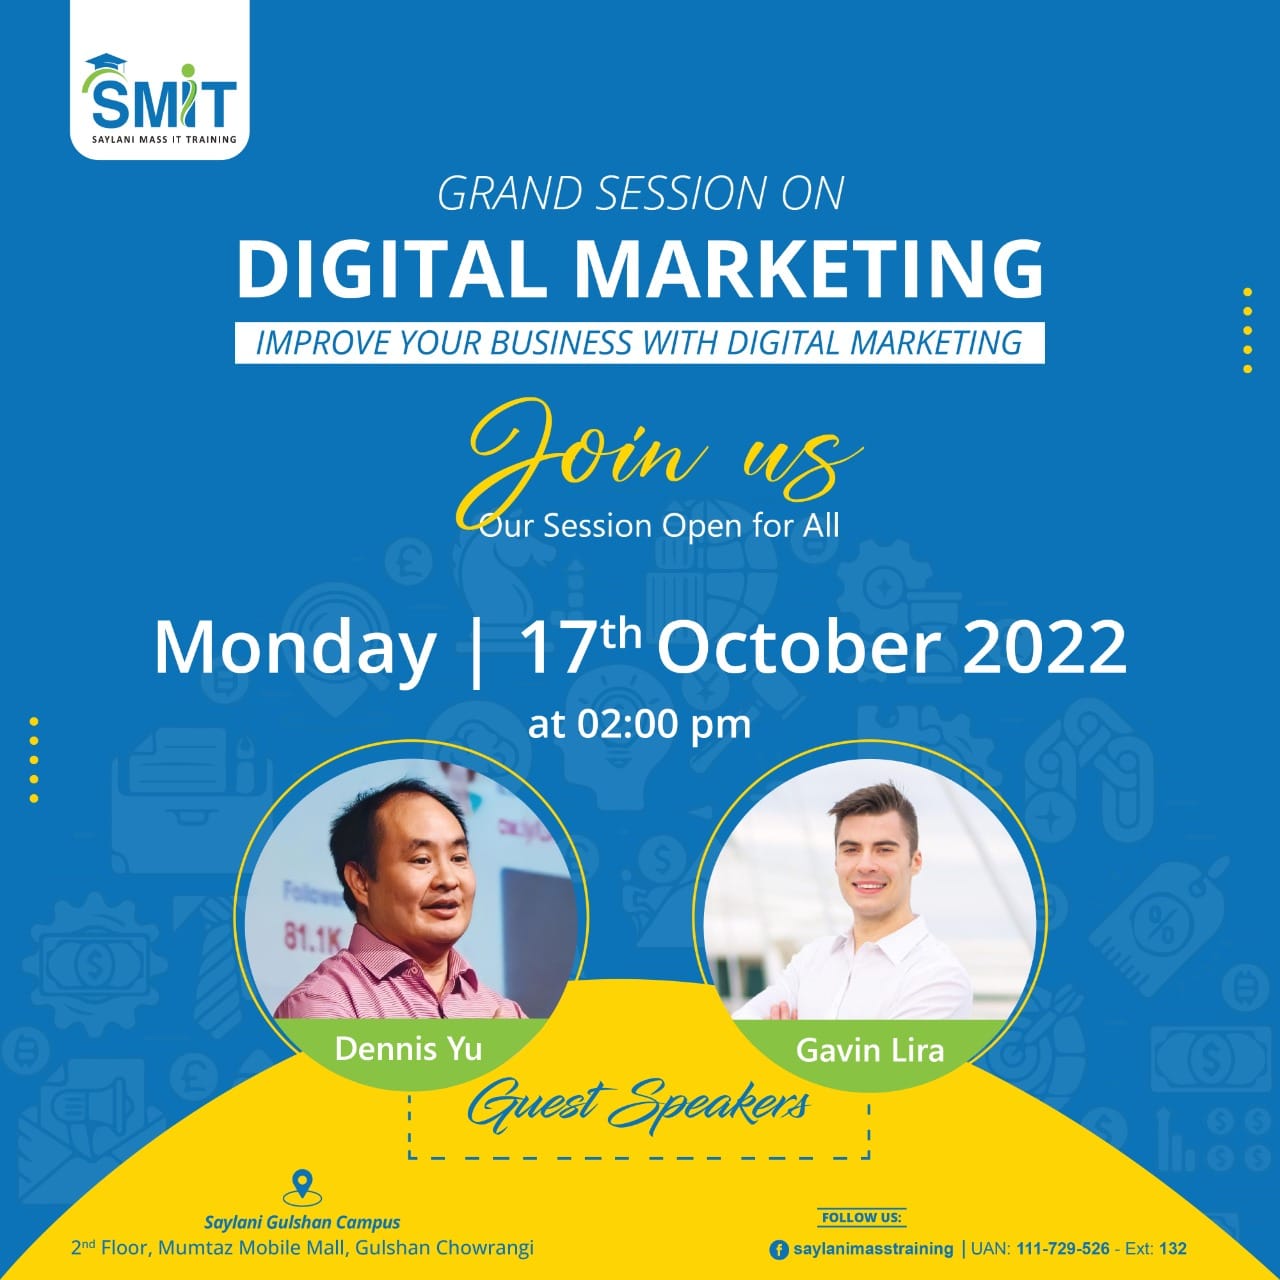 SMIT
SAYLANI MASS IT TRAINING
GRAND SESSION ON
DIGITAL MARKETING
IMPROVE YOUR BUSINESS WITH DIGITAL MARKETING
Join us
Our Session Open for All
Monday | 17th October 2022
at 02:00 pm
81.1K
Dennis Yu
Gavin Lira
Guest Speakers
Saylani Gulshan Campus
2nd Floor, Mumtaz Mobile Mall, Gulshan Chowrangi
FOLLOW US:
saylanimasstraining | UAN: 111-729-526 - Ext: 132